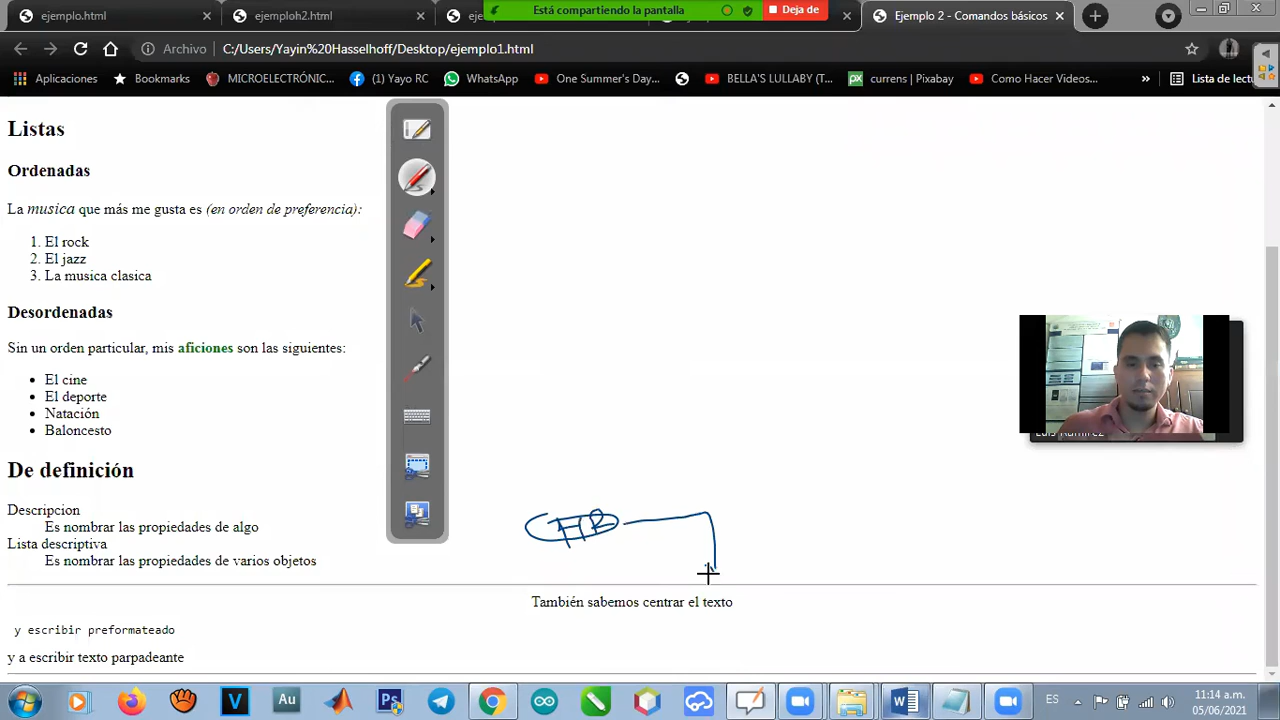 ejemplo.html
ejemploh2.html
eje
Está compartiendo la pantalla
Deja de
Ejemplo 2 - Comandos básicos
Archivo C:/Users/Yayin%20Hasselhoff/Desktop/ejemplo1.html
Aplicaciones Bookmarks MICROELECTRÓNIC... (1) Yayo RC WhatsApp One Summer's Day... BELLA'S LULLABY (T... currens | Pixabay Como Hacer Videos... » Lista de lectu
Listas
Ordenadas
La musica que más me gusta es (en orden de preferencia):
1. El rock
2. El jazz
3. La musica clasica
Desordenadas
Sin un orden particular, mis aficiones son las siguientes:
• El cine
• El deporte
• Natación
• Baloncesto
De definición
Descripcion
Es nombrar las propiedades de algo
Lista descriptiva
Es nombrar las propiedades de varios objetos
HR
También sabemos centrar el texto
y escribir preformateado
y a escribir texto parpadeante
Luis Ramirez
ES
11:14 a.m.
05/06/2021